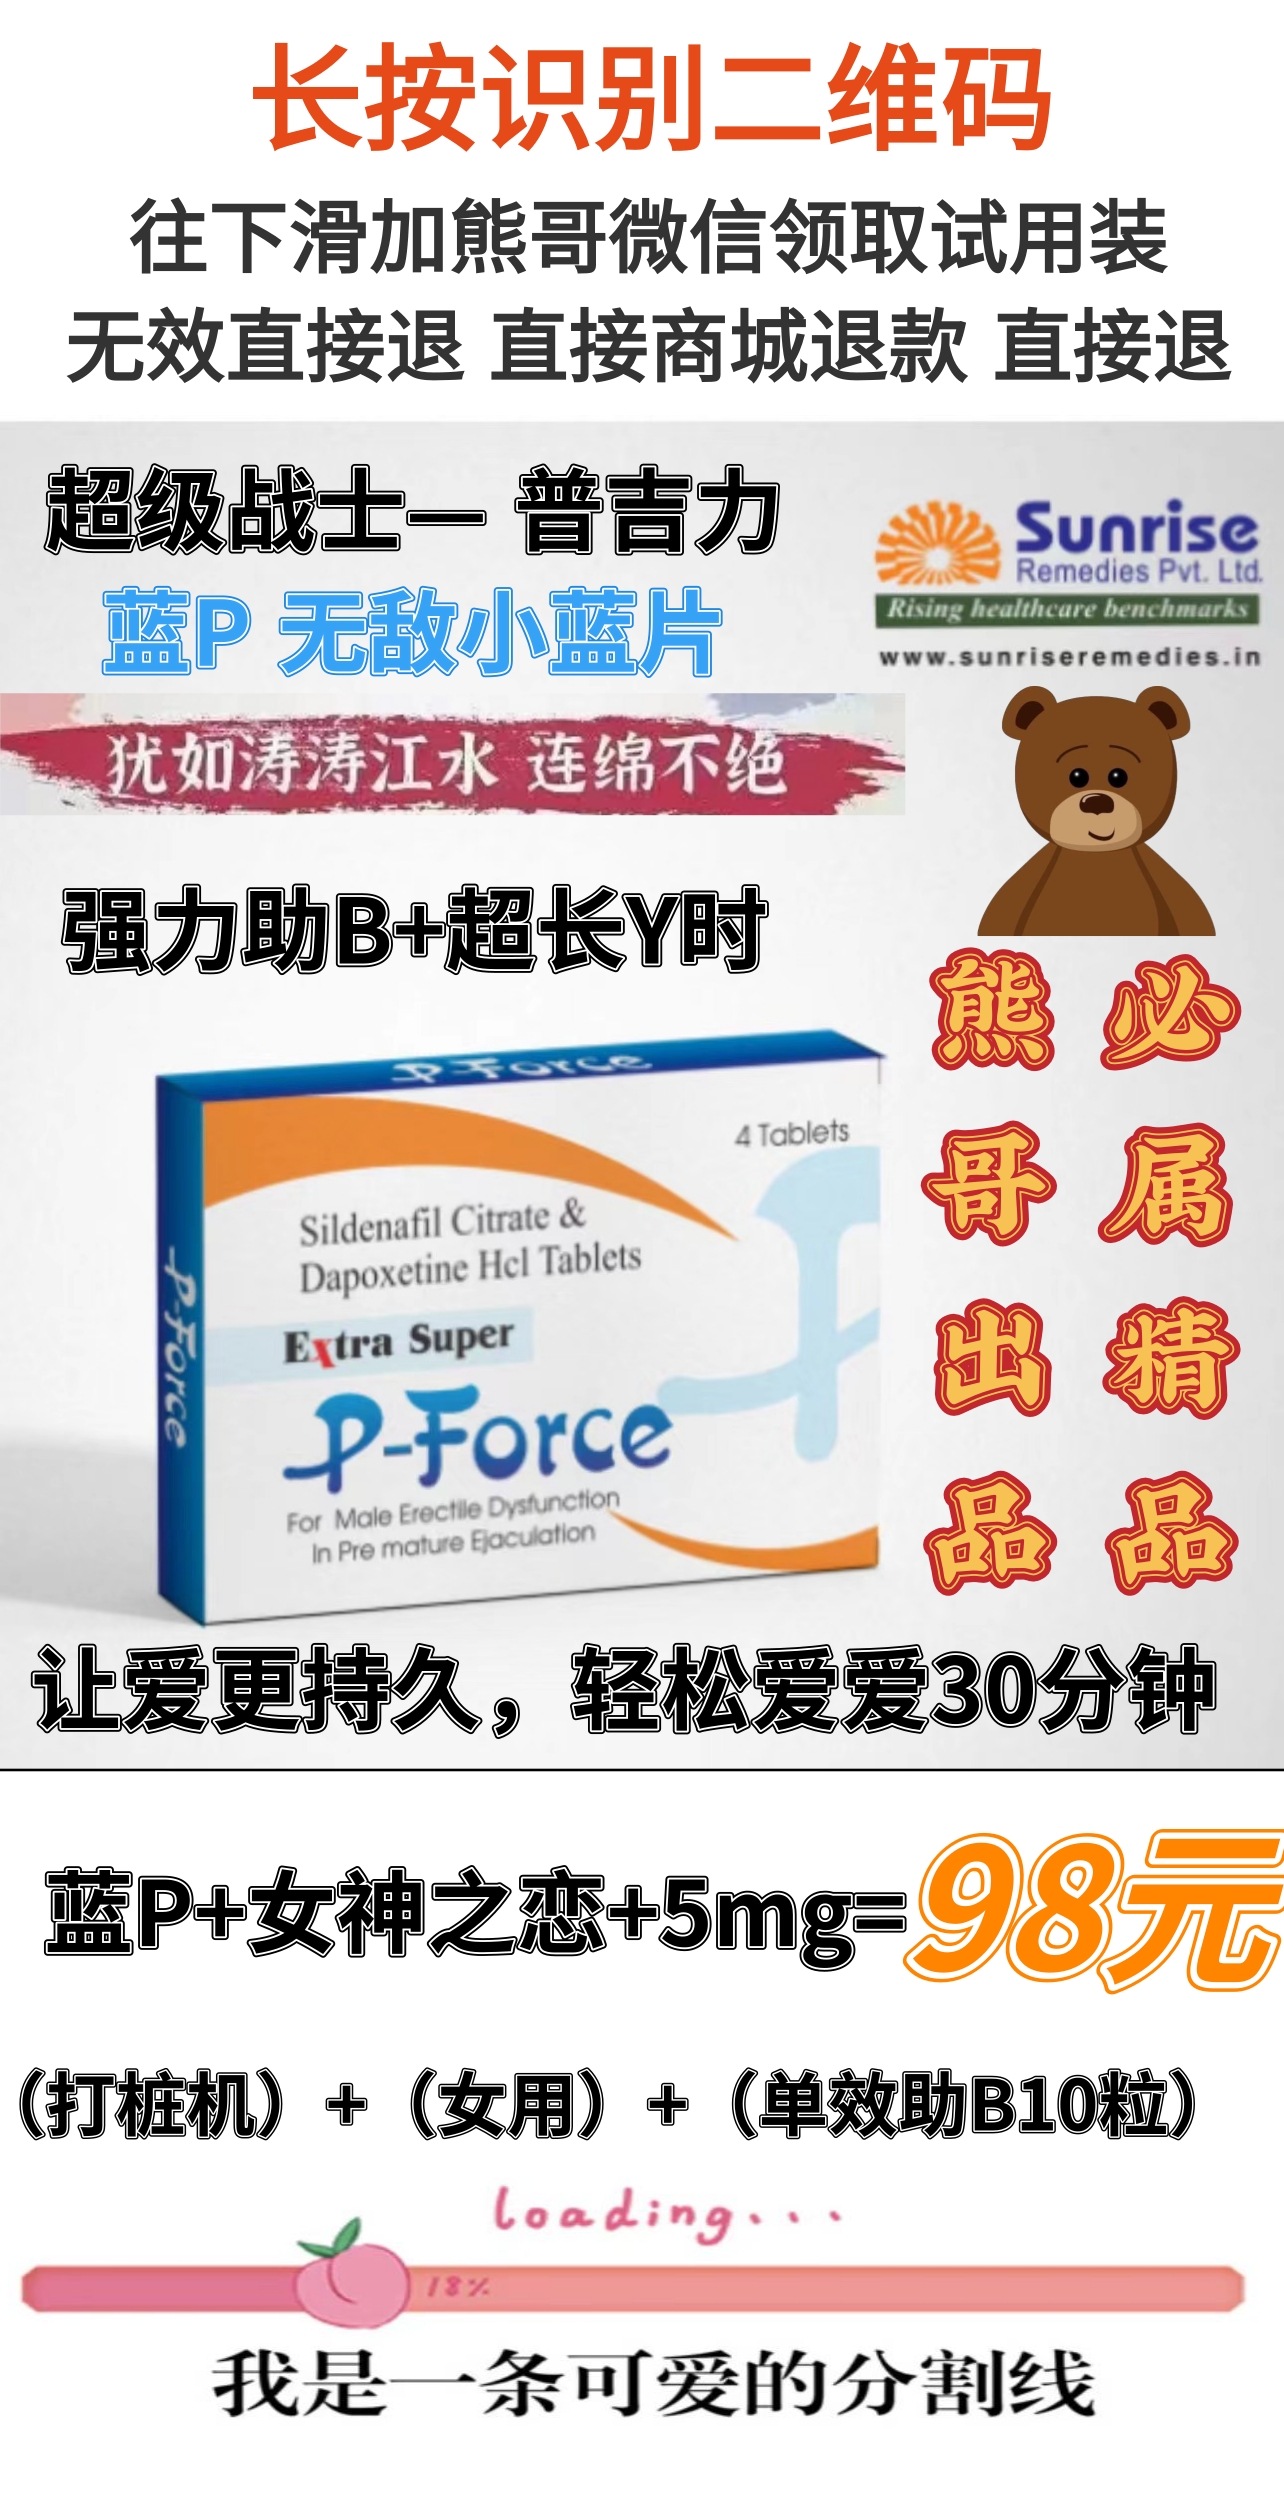 长按识别二维码
往下滑加熊哥微信领取试用装
无效直接退 直接商城退款 直接退
超级战士— 普吉力
蓝P 无敌小蓝片
Sunrise
Remedies Pvt. Ltd.
Rising healthcare benchmarks
www.sunriseremedies.in
犹如涛涛江水 连绵不绝
强力助B+超长Y时
熊哥出品
必属精品
P-Force
4 Tablets
Sildenafil Citrate &
Dapoxetine Hcl Tablets
Extra Super
P-Force
For Male Erectile Dysfunction
In Pre mature Ejaculation
P-Force
让爱更持久，轻松爱爱30分钟
蓝P+女神之恋+5mg=98元
（打桩机）+（女用）+（单效助B10粒）
loading...
18%
我是一条可爱的分割线